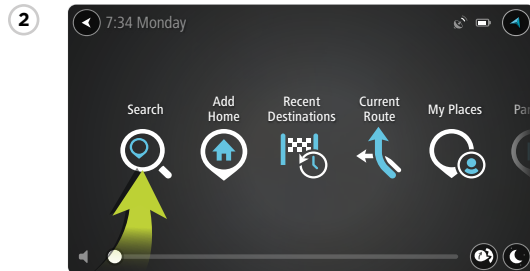 2
7:34 Monday
Search
Add
Home
Recent
Destinations
Current
Route
My Places